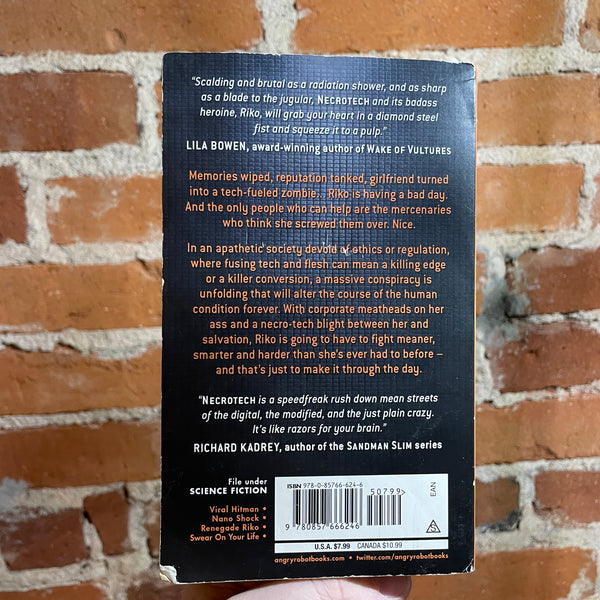 "Scalding and brutal as a radiation shower, and as sharp
as a blade to the jugular, NECROTECH and its badass
heroine, Riko, will grab your heart in a diamond steel
fist and squeeze it to a pulp."
LILA BOWEN, award-winning author of WAKE OF VULTURES
Memories wiped, reputation tanked, girlfriend turned
into a tech-fueled zombie... Riko is having a bad day.
And the only people who can help are the mercenaries
who think she screwed them over. Nice.
In an apathetic society devoid of ethics or regulation,
where fusing tech and flesh can mean a killing edge
or a killer conversion, a massive conspiracy is
unfolding that will alter the course of the human
condition forever. With corporate meatheads on her
ass and a necro-tech blight between her and
salvation, Riko is going to have to fight meaner,
smarter and harder than she's ever had to before –
and that's just to make it through the day.
"NECROTECH is a speedfreak rush down mean streets
of the digital, the modified, and the just plain crazy.
It's like razors for your brain."
RICHARD KADREY, author of the SANDMAN SLIM series
File under
SCIENCE FICTION
Viral Hitman •
Nano Shock •
Renegade Riko •
Swear On Your Life •
ISBN 978-0-85766-624-6
50799>
EAN
9 780857 666246
U.S.A. $7.99 CANADA $10.99
angryrobotbooks.com • twitter.com/angryrobotbooks